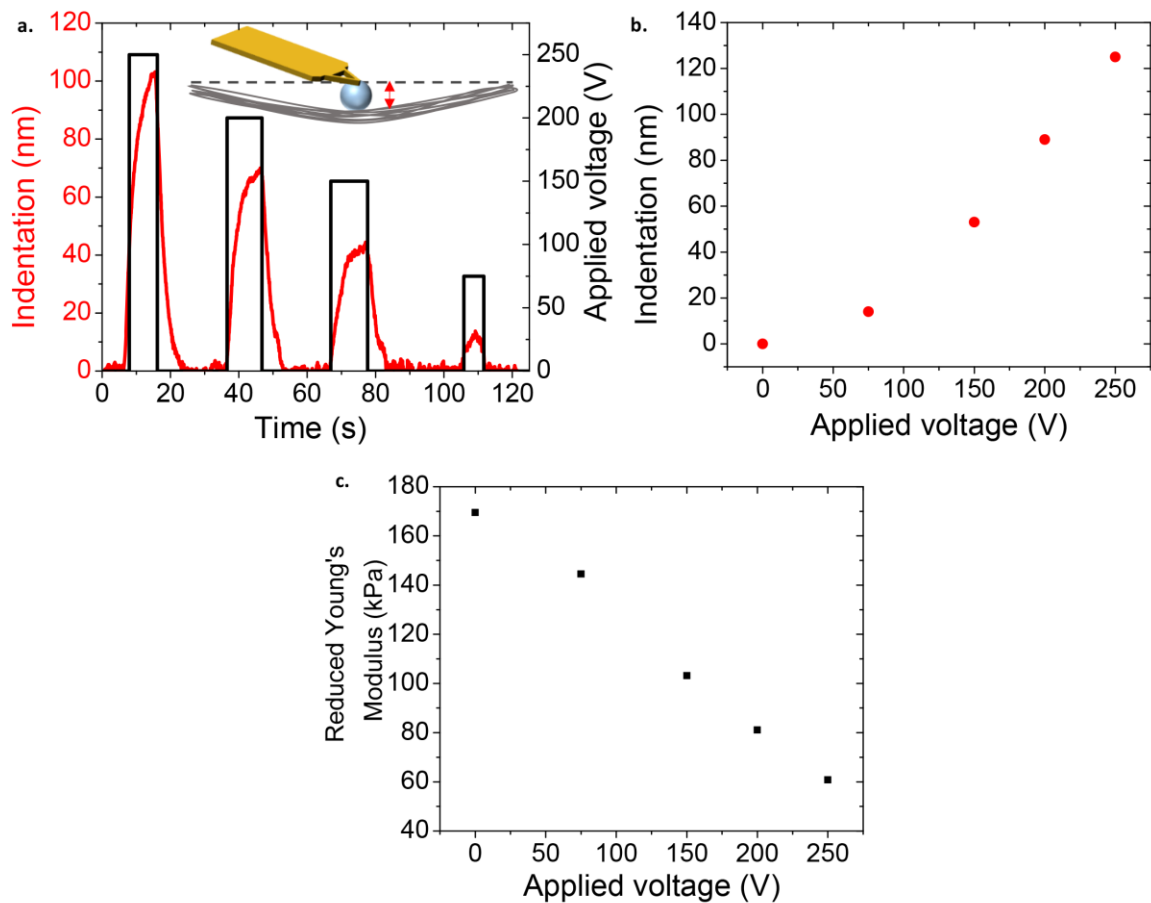 a.
120
100
80
60
40
20
0
Indentation (nm)
0 20 40 60 80 100 120
Time (s)
250
200
150
100
50
0
Applied voltage (V)
b.
140
120
100
80
60
40
20
0
Indentation (nm)
0 50 100 150 200 250
Applied voltage (V)
c.
180
160
140
120
100
80
60
40
Reduced Young's
Modulus (kPa)
0 50 100 150 200 250
Applied voltage (V)